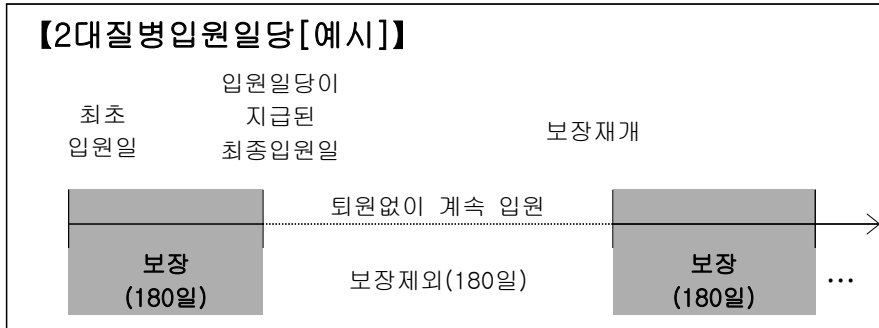 【2대질병입원일당[예시]】
최초
입원일
입원일당이
지급된
최종입원일
보장재개
퇴원없이 계속 입원
보장
(180일)
보장제외(180일)
보장
(180일)
…